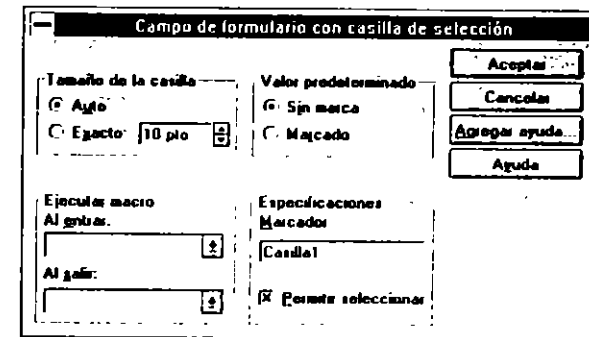 Campo de formulario con casilla de selección
Tamaño de la casilla
Auto
Exacto: 10 pto
Valor predeterminado
Sin marca
Marcado
Aceptar
Cancelar
Agregar ayuda...
Ayuda
Ejecutar macro
Al entrar:
Al salir:
Especificaciones
Marcador
Casilla1
Permitir seleccionar